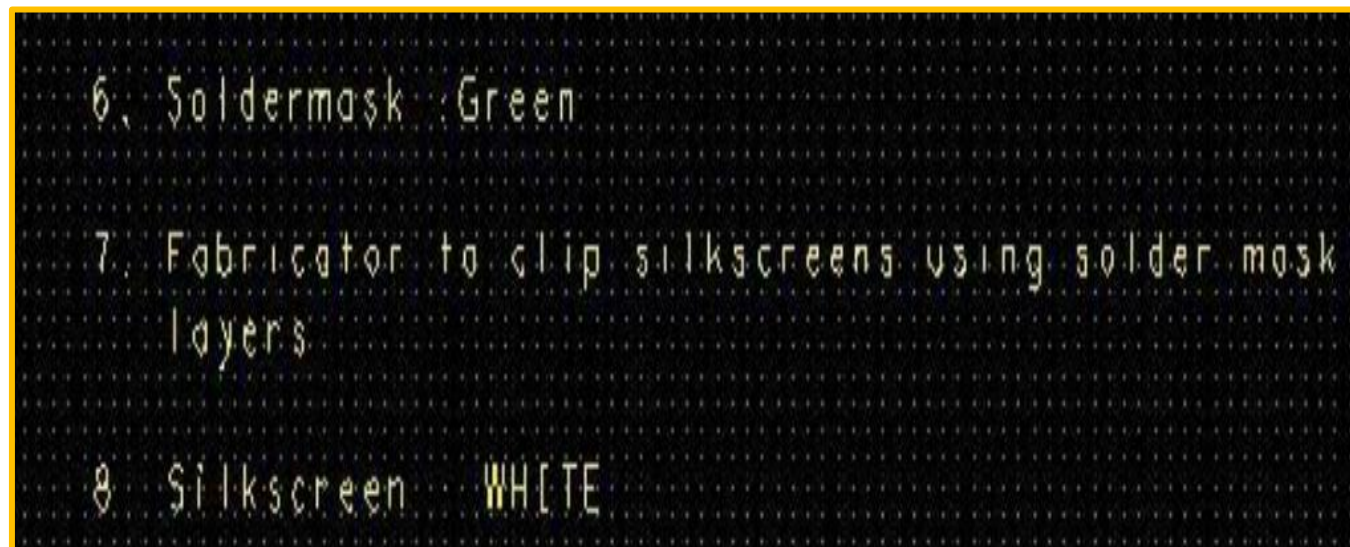 6. Soldermask :Green
7. Fabricator to clip silkscreens using solder mask
layers
8 Silkscreen WHITE